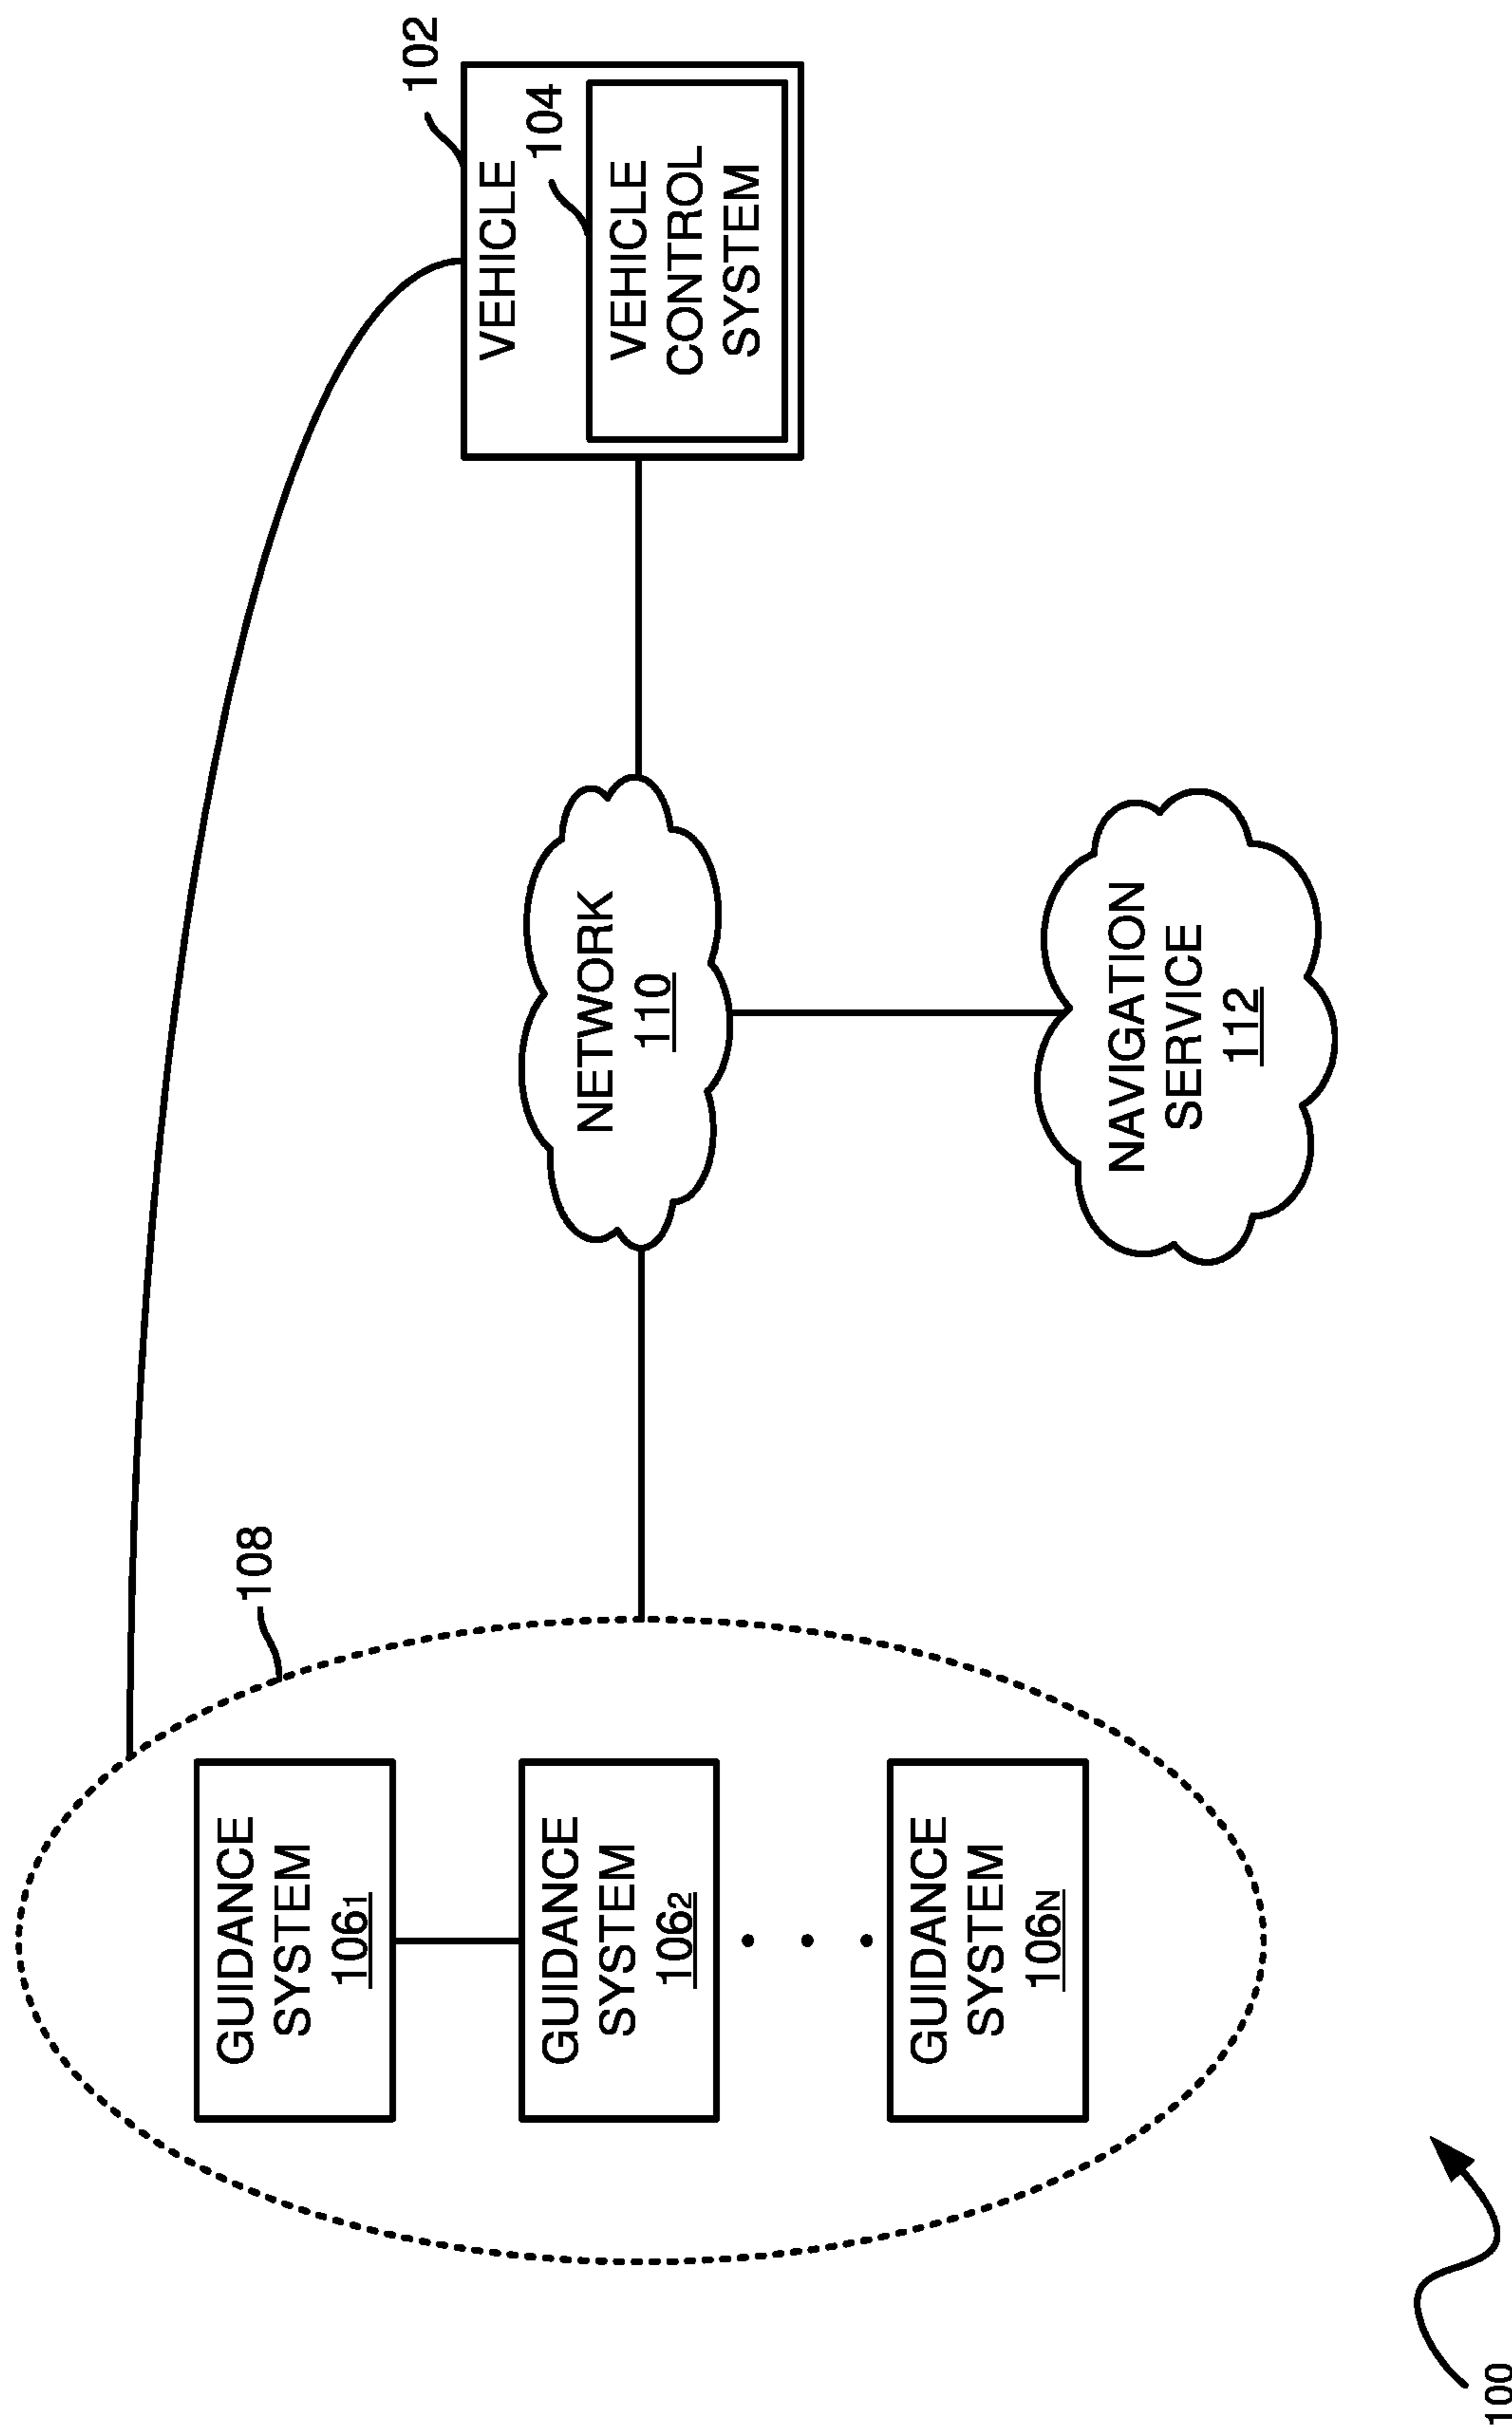 108
GUIDANCE
SYSTEM
106₁
GUIDANCE
SYSTEM
106₂
GUIDANCE
SYSTEM
106N
NETWORK
110
NAVIGATION
SERVICE
112
102
VEHICLE
104
VEHICLE
CONTROL
SYSTEM
100